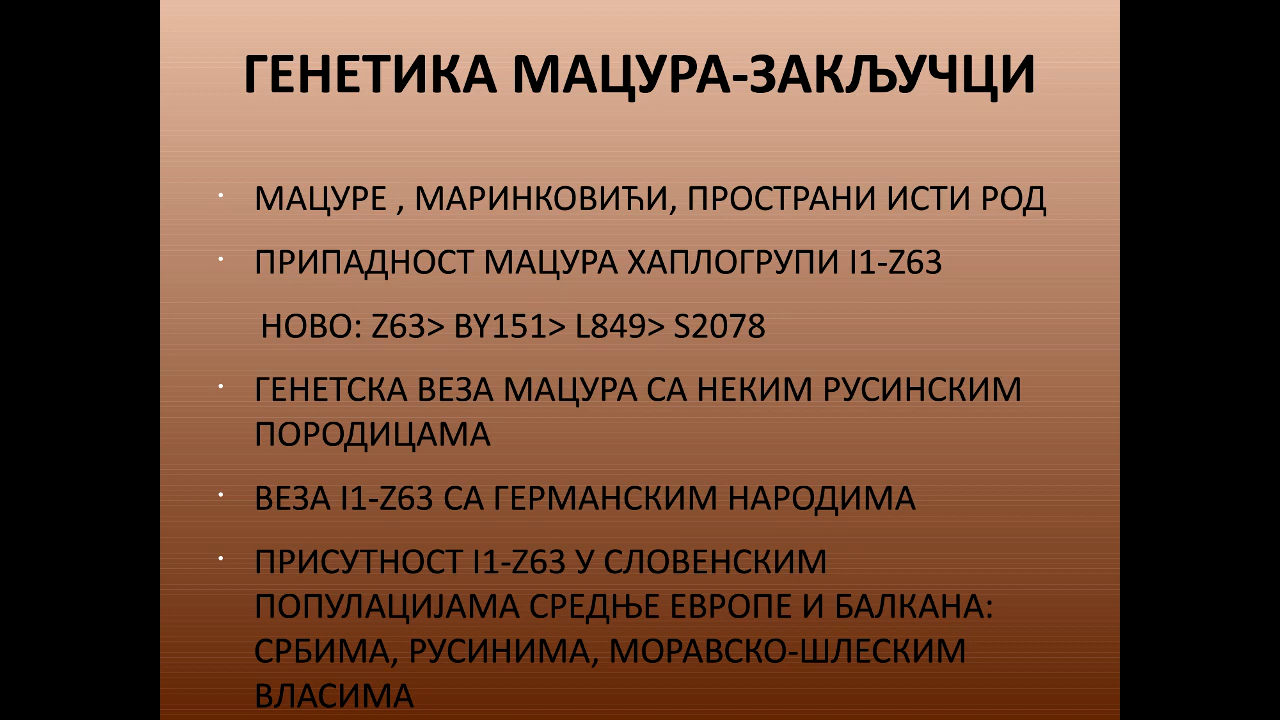 ГЕНЕТИКА МАЦУРА-ЗАКЉУЧЦИ
МАЦУРЕ , МАРИНКОВИЋИ, ПРОСТРАНИ ИСТИ РОД
ПРИПАДНОСТ МАЦУРА ХАПЛОГРУПИ I1-Z63
НОВО: Z63> BY151> L849> S2078
ГЕНЕТСКА ВЕЗА МАЦУРА СА НЕКИМ РУСИНСКИМ
ПОРОДИЦАМА
ВЕЗА I1-Z63 СА ГЕРМАНСКИМ НАРОДИМА
ПРИСУТНОСТ I1-Z63 У СЛОВЕНСКИМ
ПОПУЛАЦИЈАМА СРЕДЊЕ ЕВРОПЕ И БАЛКАНА:
СРБИМА, РУСИНИМА, МОРАВСКО-ШЛЕСКИМ
ВЛАСИМА